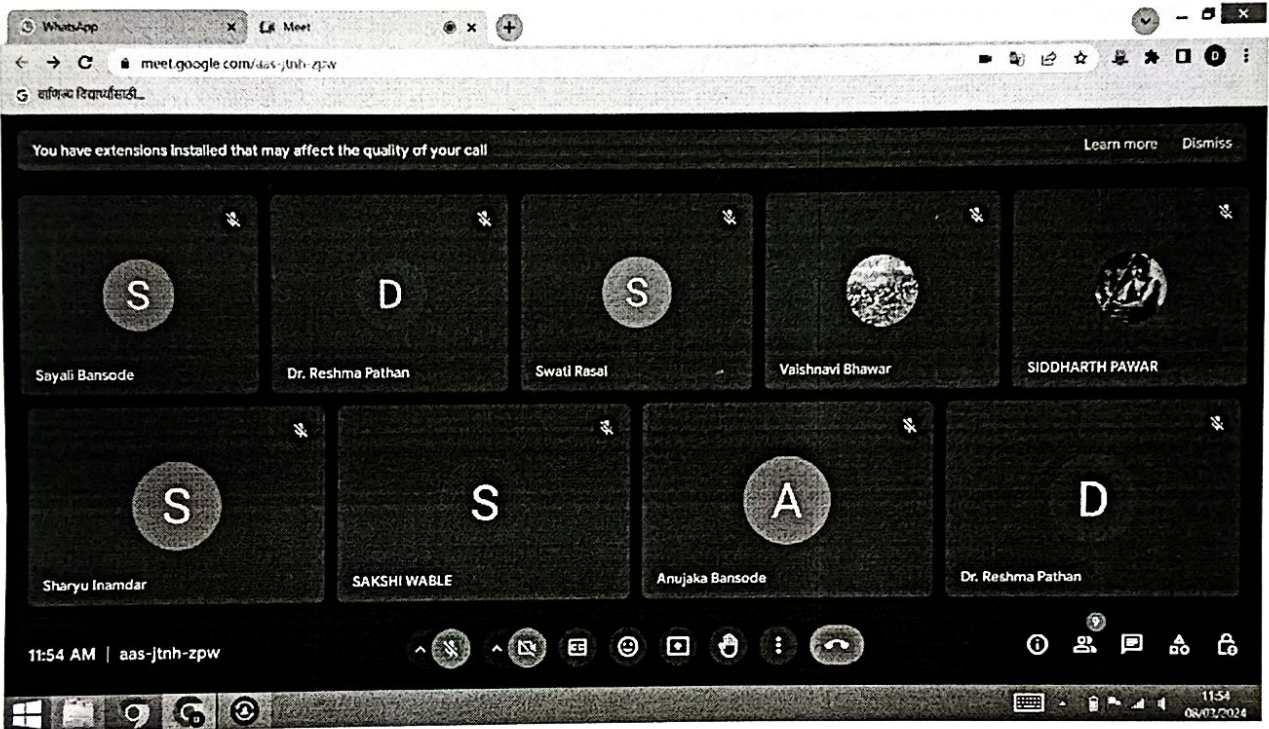 WhatsApp
Meet
meet.google.com/aas-jtnh-zpw
वाणिज्य विद्यार्थ्यांसाठी...
You have extensions installed that may affect the quality of your call
Learn more
Dismiss
S
D
S
Sayali Bansode
Dr. Reshma Pathan
Swati Rasal
Vaishnavi Bhawar
SIDDHARTH PAWAR
S
S
A
D
Sharyu Inamdar
SAKSHI WABLE
Anujaka Bansode
Dr. Reshma Pathan
11:54 AM | aas-jtnh-zpw
CC
9
11:54
08/03/2024